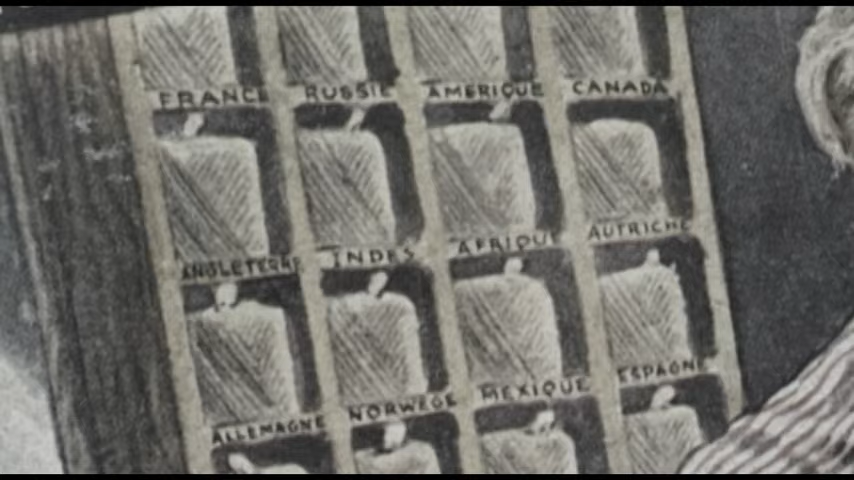 FRANCE RUSSIE AMERIQUE CANADA
ANGLETERRE INDES AFRIQUE AUTRICHE
ALLEMAGNE NORWEGE MEXIQUE ESPAGNE